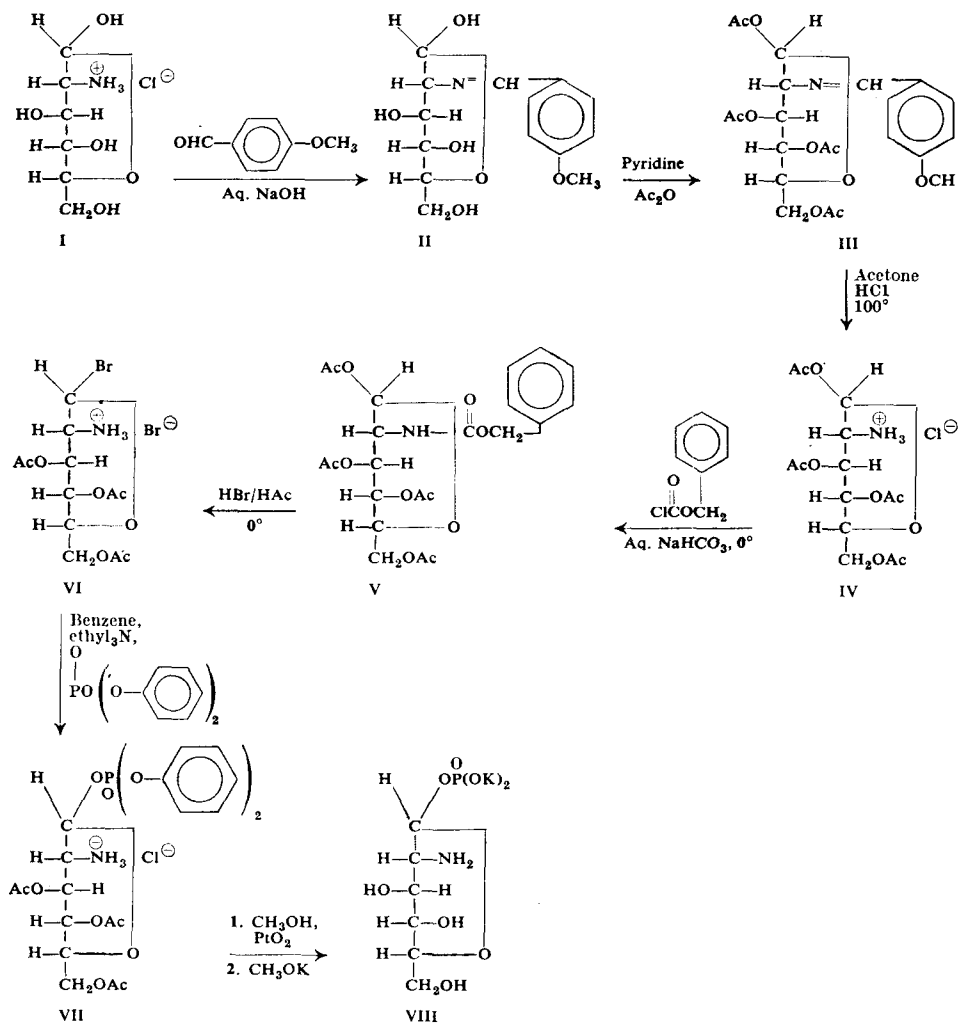 H OH
C
H—C—NH₃⊕ Cl⊖
HO—C—H
H—C—OH
H—C—O
CH₂OH
I
OHC OCH₃
Aq. NaOH
H OH
C
H—C—N= CH
HO—C—H
H—C—OH
H—C—O
OCH₃
CH₂OH
II
Pyridine
Ac₂O
AcO H
C
H—C—N= CH
AcO—C—H
H—C—OAc
H—C—O
OCH
CH₂OAc
III
Acetone
HCl
100°
H Br
C
H—C—NH₃⊕ Br⊖
AcO—C—H
H—C—OAc
H—C—O
CH₂OAc
VI
HBr/HAc
0°
AcO H
C
O
H—C—NH—COCH₂
AcO—C—H
H—C—OAc
H—C—O
CH₂OAc
V
O
ClCOCH₂
Aq. NaHCO₃, 0°
AcO H
C
H—C—NH₃⊕ Cl⊖
AcO—C—H
H—C—OAc
H—C—O
CH₂OAc
IV
Benzene,
ethyl₃N,
O
PO(O—)₂
H OP(O—)₂
O
C
H—C—NH₃⊖ Cl⊖
AcO—C—H
H—C—OAc
H—C—O
CH₂OAc
VII
1. CH₃OH,
PtO₂
2. CH₃OK
O
H OP(OK)₂
C
H—C—NH₂
HO—C—H
H—C—OH
H—C—O
CH₂OH
VIII